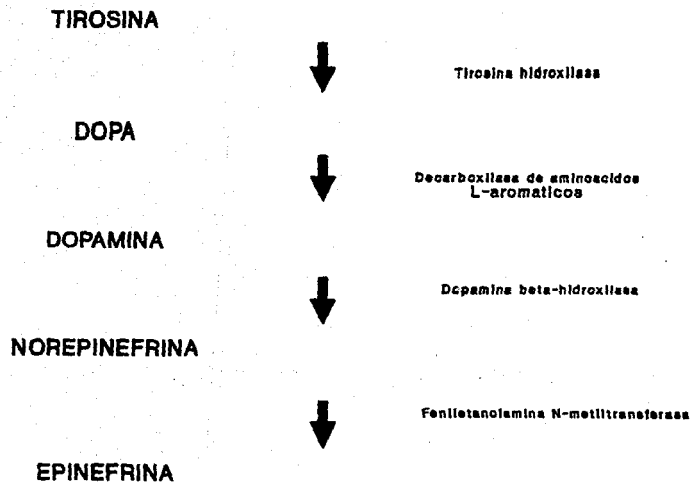 TIROSINA
Tirosina hidroxilasa
DOPA
Decarboxilasa de aminoacidos
L-aromaticos
DOPAMINA
Dopamina beta-hidroxilasa
NOREPINEFRINA
Feniletanolamina N-metiltransferasa
EPINEFRINA